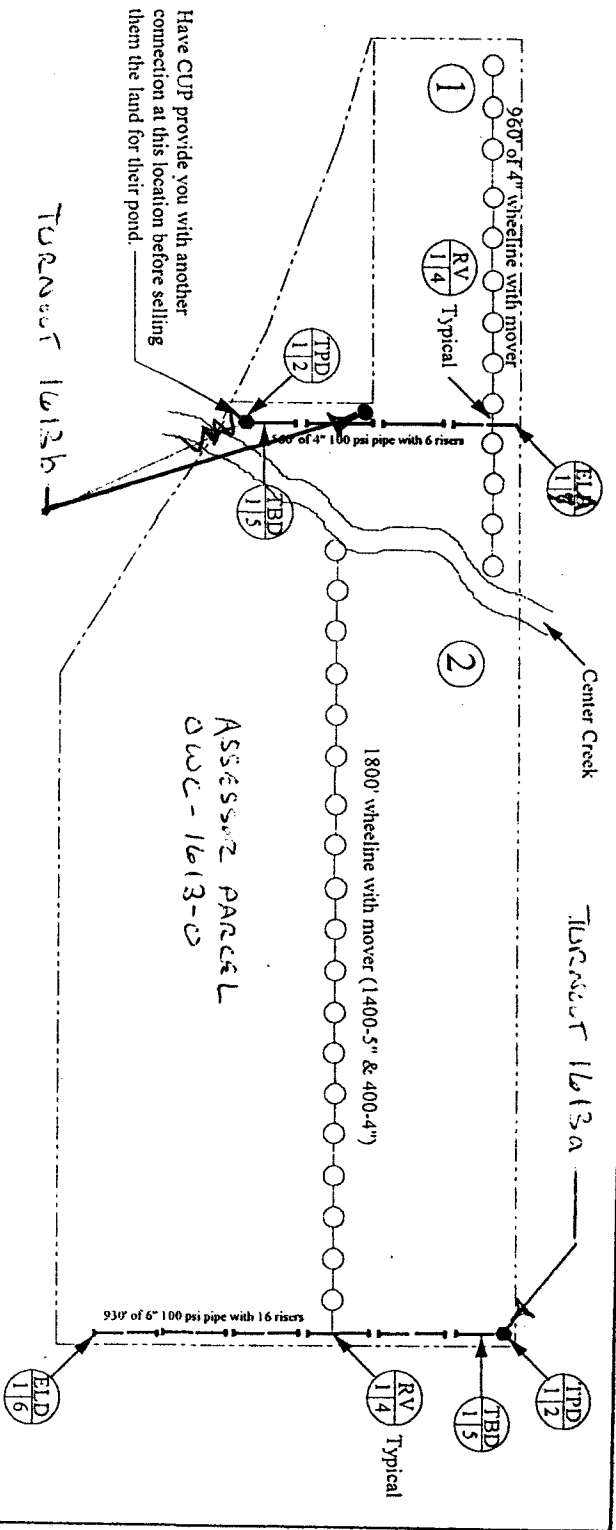 Have CUP provide you with another
connection at this location before selling
them the land for their pond.
TURNOUT 1613b
1
960' of 4" wheeline with mover
RV
1 4
Typical
TPD
1 2
of 4" 100 psi pipe with 6 risers
TBD
1 5
ELA
1
Center Creek
2
1800' wheeline with mover (1400-5" & 400-4")
ASSESSOR PARCEL
OWC-1613-0
TURNOUT 1613a
930' of 6" 100 psi pipe with 16 risers
TPD
1 2
TBD
1 5
RV
1 4
Typical
ELD
1 6